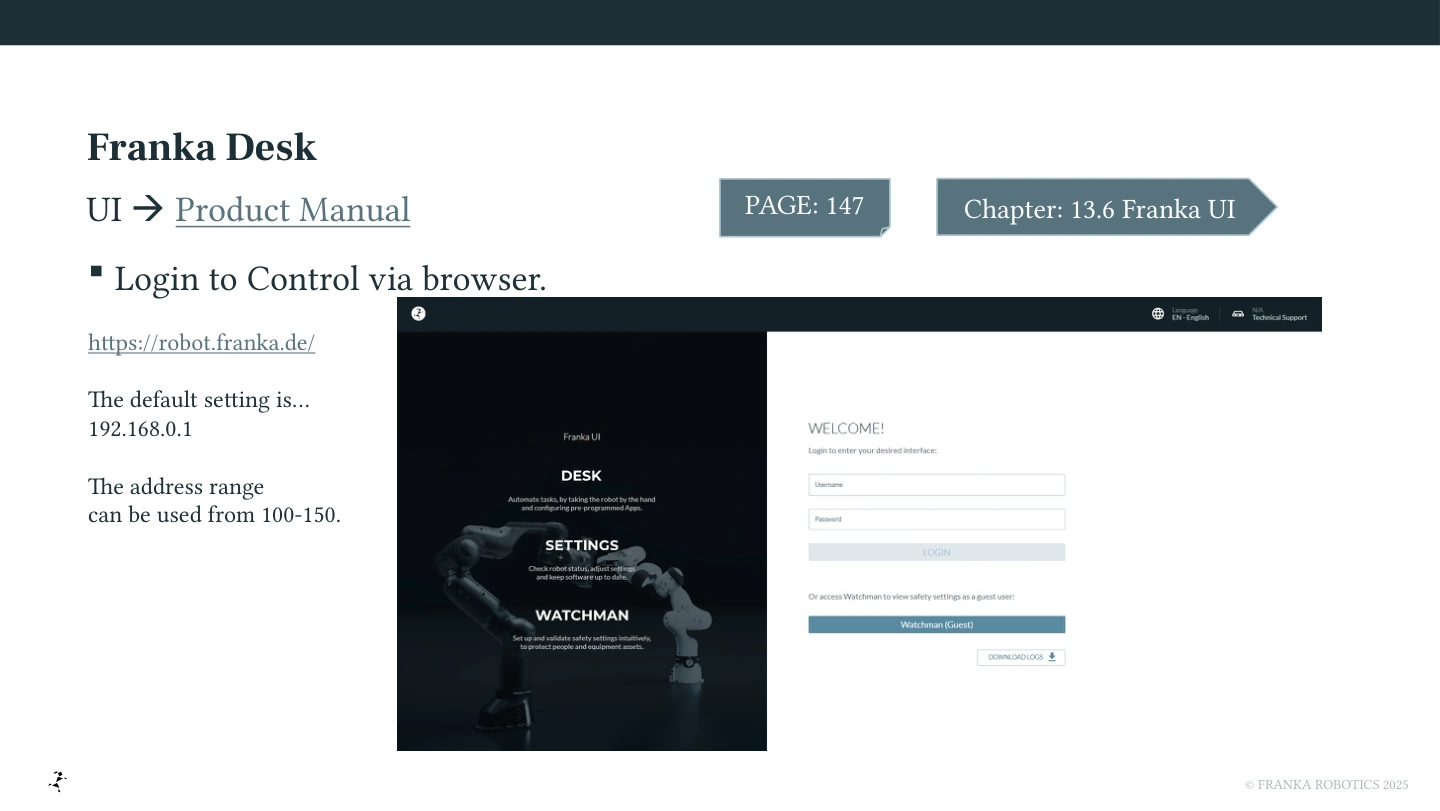 Franka Desk
UI → Product Manual
PAGE: 147
Chapter: 13.6 Franka UI
▪ Login to Control via browser.
https://robot.franka.de/
The default setting is…
192.168.0.1
The address range
can be used from 100-150.
Language
EN - English
N/A
Technical Support
Franka UI
DESK
Automate tasks, by taking the robot by the hand
and configuring pre-programmed Apps.
SETTINGS
Check robot status, adjust settings
and keep software up to date.
WATCHMAN
Set up and validate safety settings intuitively,
to protect people and equipment assets.
WELCOME!
Login to enter your desired interface:
Username
Password
LOGIN
Or access Watchman to view safety settings as a guest user:
Watchman (Guest)
DOWNLOAD LOGS
© FRANKA ROBOTICS 2025